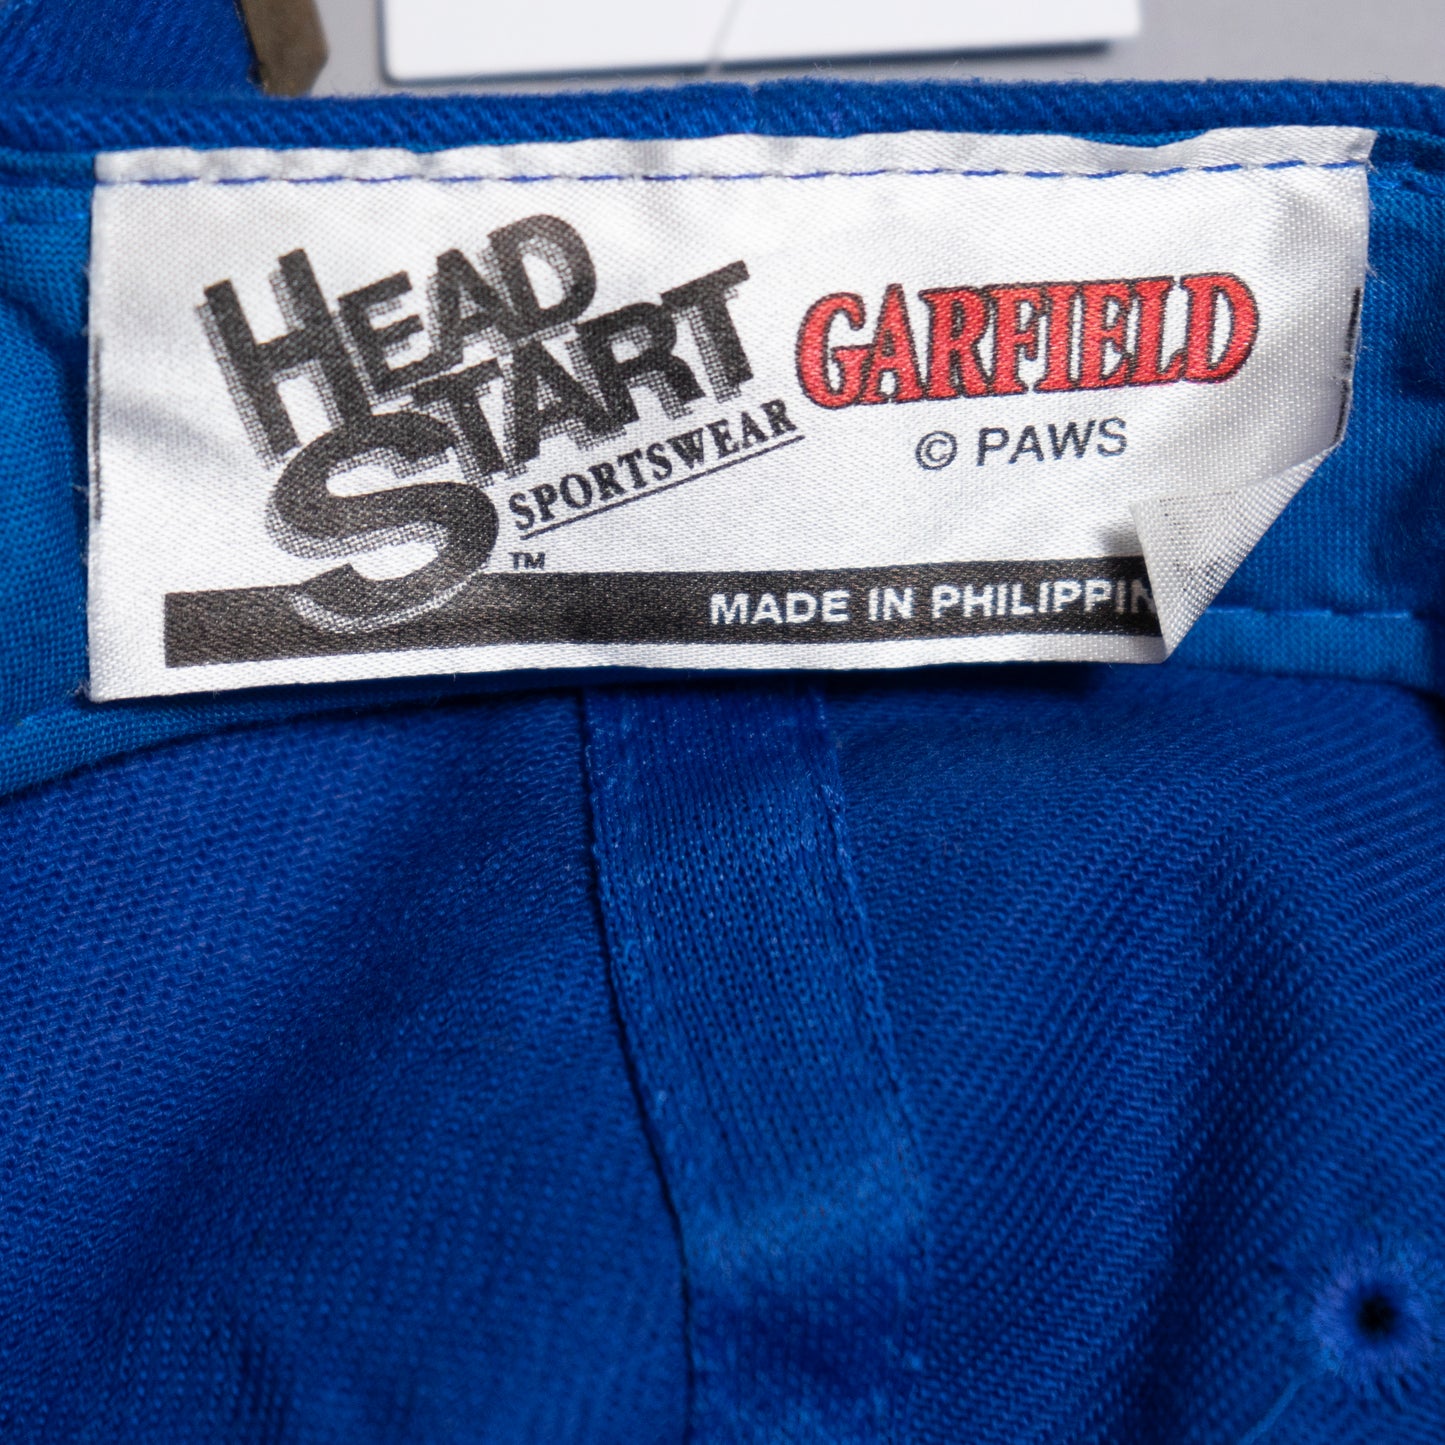 HEAD
START
SPORTSWEAR
™
GARFIELD
© PAWS
MADE IN PHILIPPIN